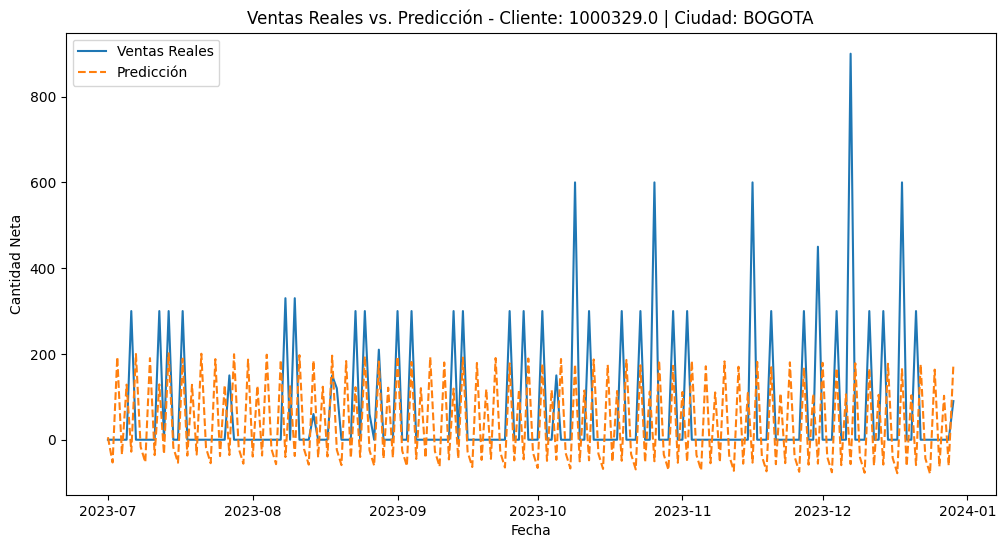 Ventas Reales vs. Predicción - Cliente: 1000329.0 | Ciudad: BOGOTA
Ventas Reales
Predicción
800
600
400
200
0
Cantidad Neta
2023-07
2023-08
2023-09
2023-10
2023-11
2023-12
2024-01
Fecha